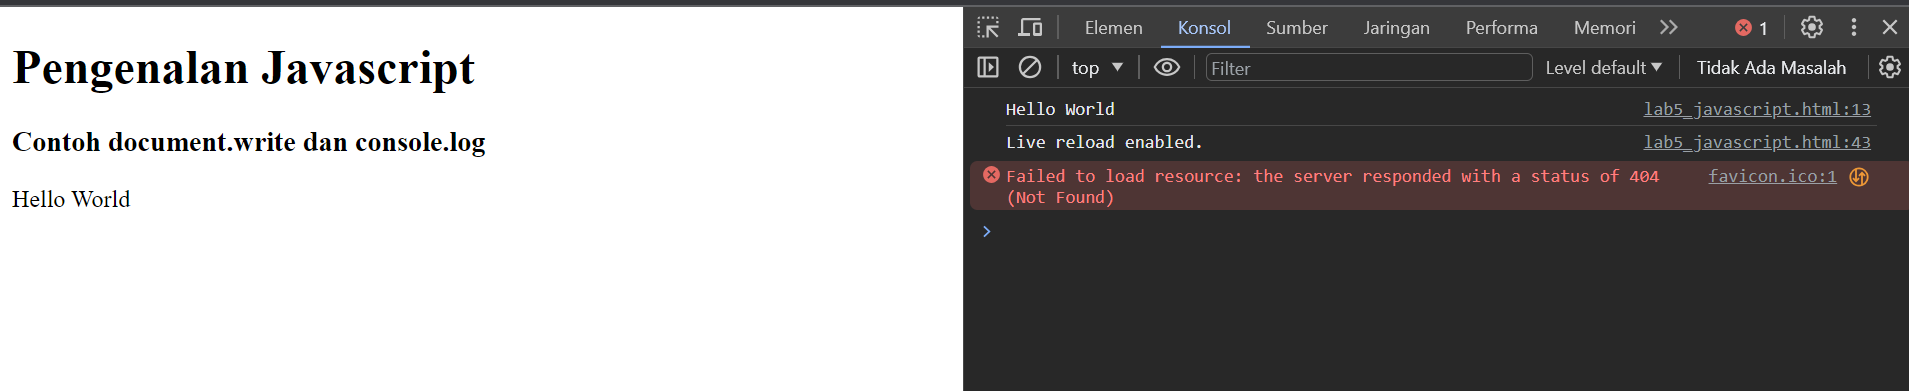 Pengenalan Javascript
Contoh document.write dan console.log
Hello World
Elemen Konsol Sumber Jaringan Performa Memori 1
top Filter Level default Tidak Ada Masalah
Hello World lab5_javascript.html:13
Live reload enabled. lab5_javascript.html:43
Failed to load resource: the server responded with a status of 404 favicon.ico:1
(Not Found)